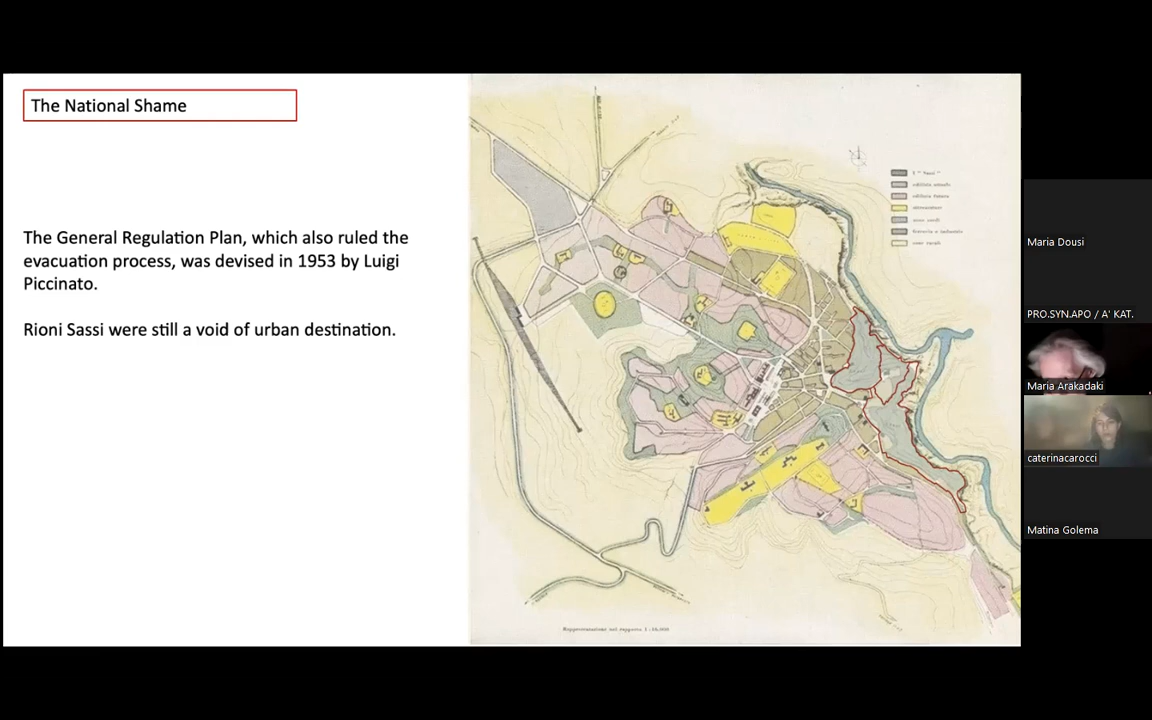 The National Shame
The General Regulation Plan, which also ruled the
evacuation process, was devised in 1953 by Luigi
Piccinato.
Rioni Sassi were still a void of urban destination.
I " Sassi "
Maria Dousi
PRO.SYN.APO / A' KAT.
Maria Arakadaki
caterinacarocci
Matina Golema